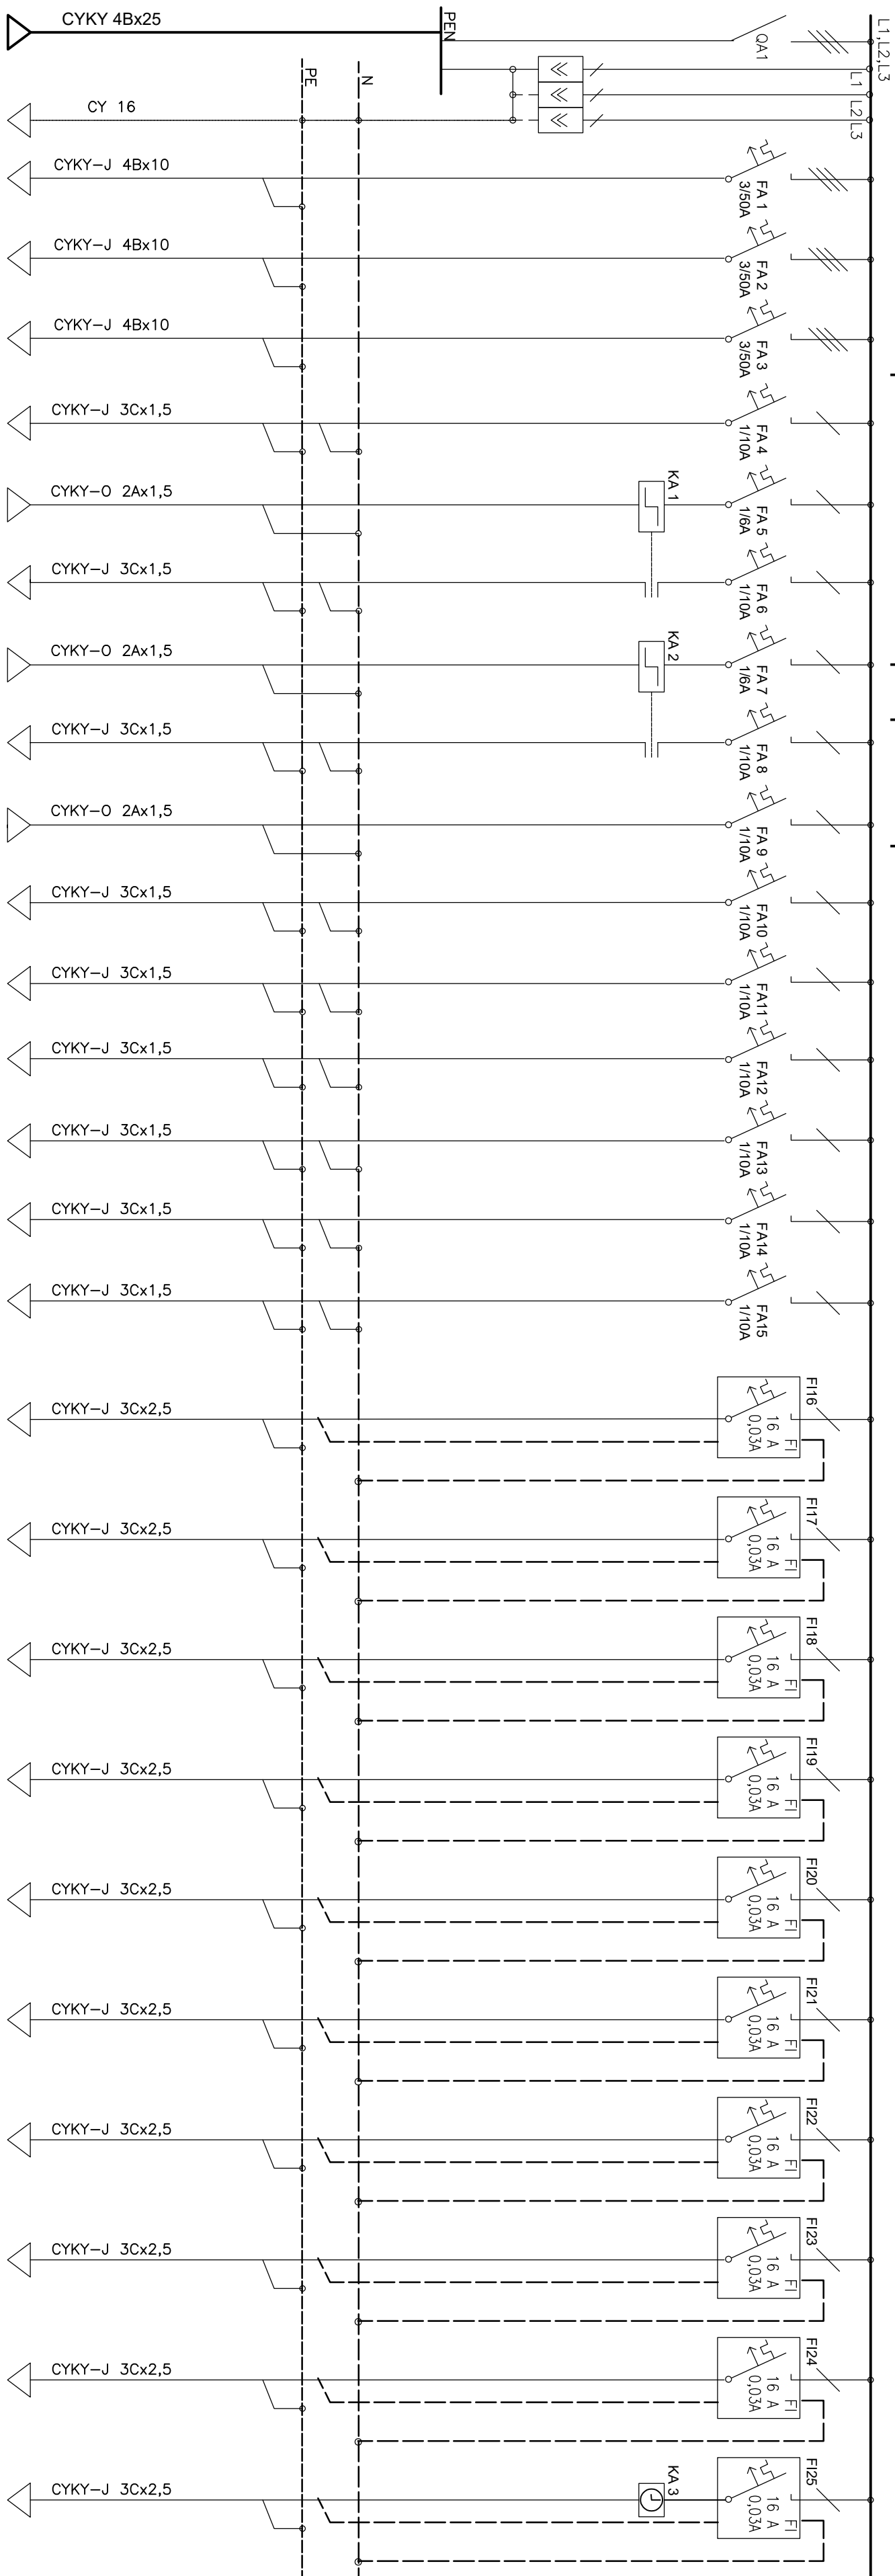 CYKY 4Bx25
PEN
QA1
L1,L2,L3
L1 L2 L3
PE
N
CY 16
CYKY-J 4Bx10
FA 1
3/50A
CYKY-J 4Bx10
FA 2
3/50A
CYKY-J 4Bx10
FA 3
3/50A
CYKY-J 3Cx1,5
FA 4
1/10A
CYKY-O 2Ax1,5
KA 1
FA 5
1/6A
CYKY-J 3Cx1,5
FA 6
1/10A
CYKY-O 2Ax1,5
KA 2
FA 7
1/6A
CYKY-J 3Cx1,5
FA 8
1/10A
CYKY-O 2Ax1,5
FA 9
1/10A
CYKY-J 3Cx1,5
FA10
1/10A
CYKY-J 3Cx1,5
FA11
1/10A
CYKY-J 3Cx1,5
FA12
1/10A
CYKY-J 3Cx1,5
FA13
1/10A
CYKY-J 3Cx1,5
FA14
1/10A
CYKY-J 3Cx1,5
FA15
1/10A
CYKY-J 3Cx2,5
FI16
FI
16 A
0,03A
CYKY-J 3Cx2,5
FI17
FI
16 A
0,03A
CYKY-J 3Cx2,5
FI18
FI
16 A
0,03A
CYKY-J 3Cx2,5
FI19
FI
16 A
0,03A
CYKY-J 3Cx2,5
FI20
FI
16 A
0,03A
CYKY-J 3Cx2,5
FI21
FI
16 A
0,03A
CYKY-J 3Cx2,5
FI22
FI
16 A
0,03A
CYKY-J 3Cx2,5
FI23
FI
16 A
0,03A
CYKY-J 3Cx2,5
FI24
FI
16 A
0,03A
CYKY-J 3Cx2,5
KA 3
FI25
FI
16 A
0,03A